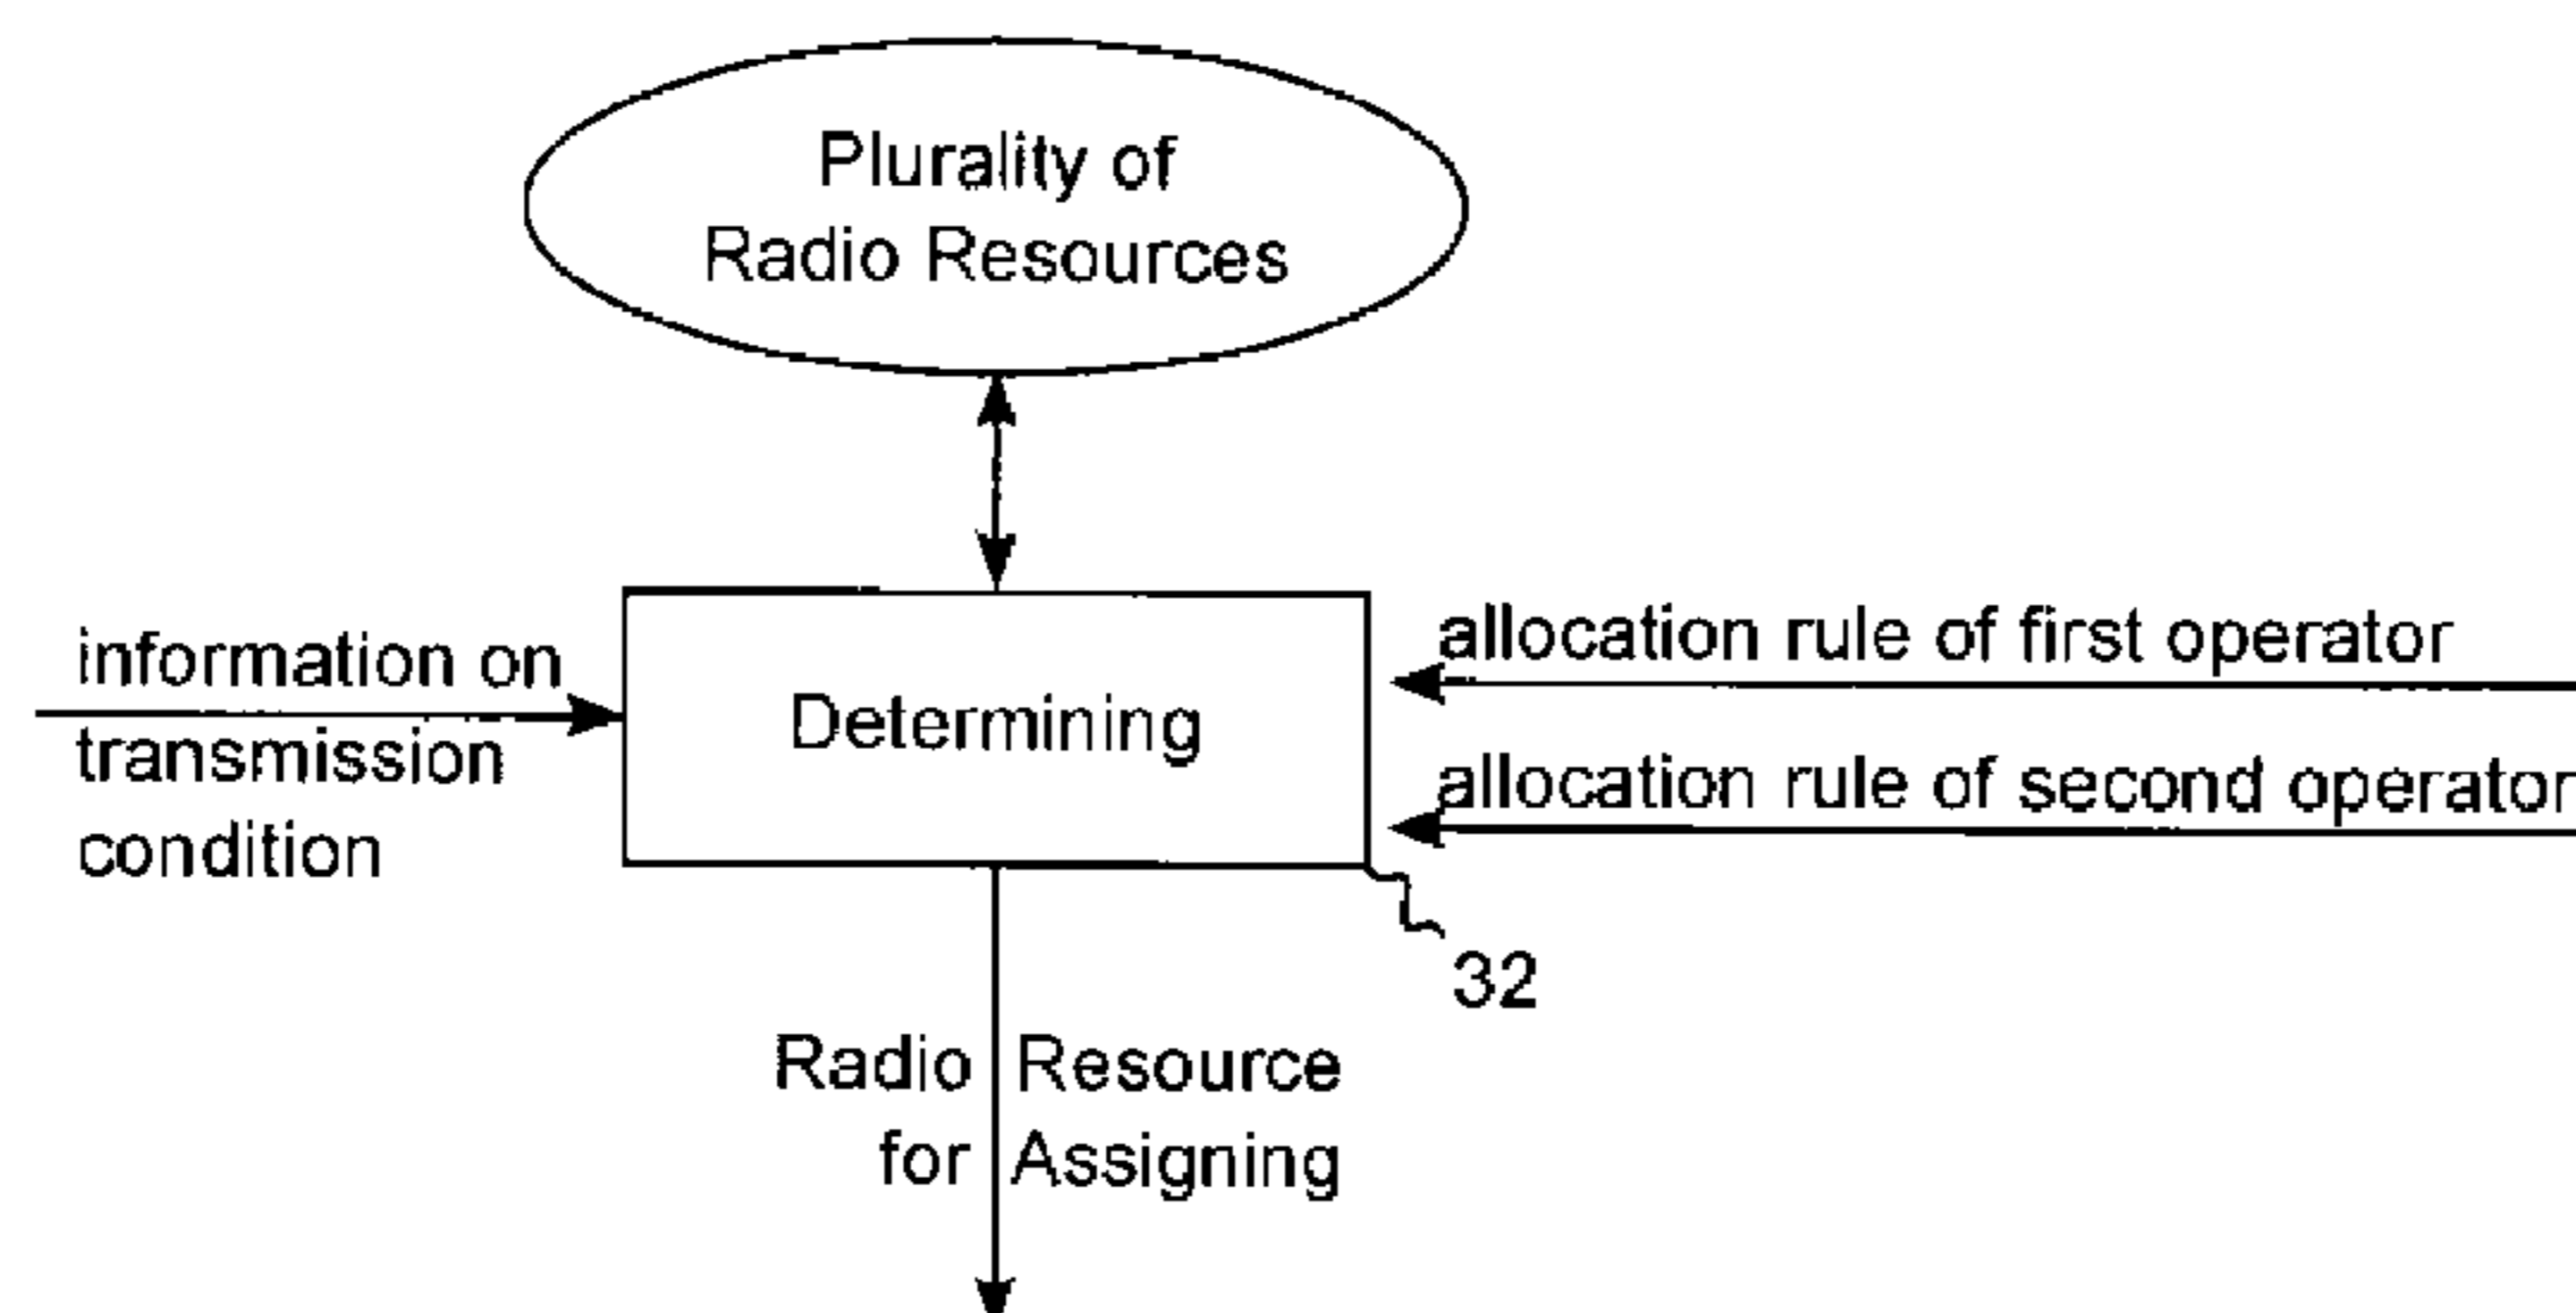 Plurality of
Radio Resources
information on
transmission
condition
Determining
allocation rule of first operator
allocation rule of second operator
32
Radio Resource
for Assigning